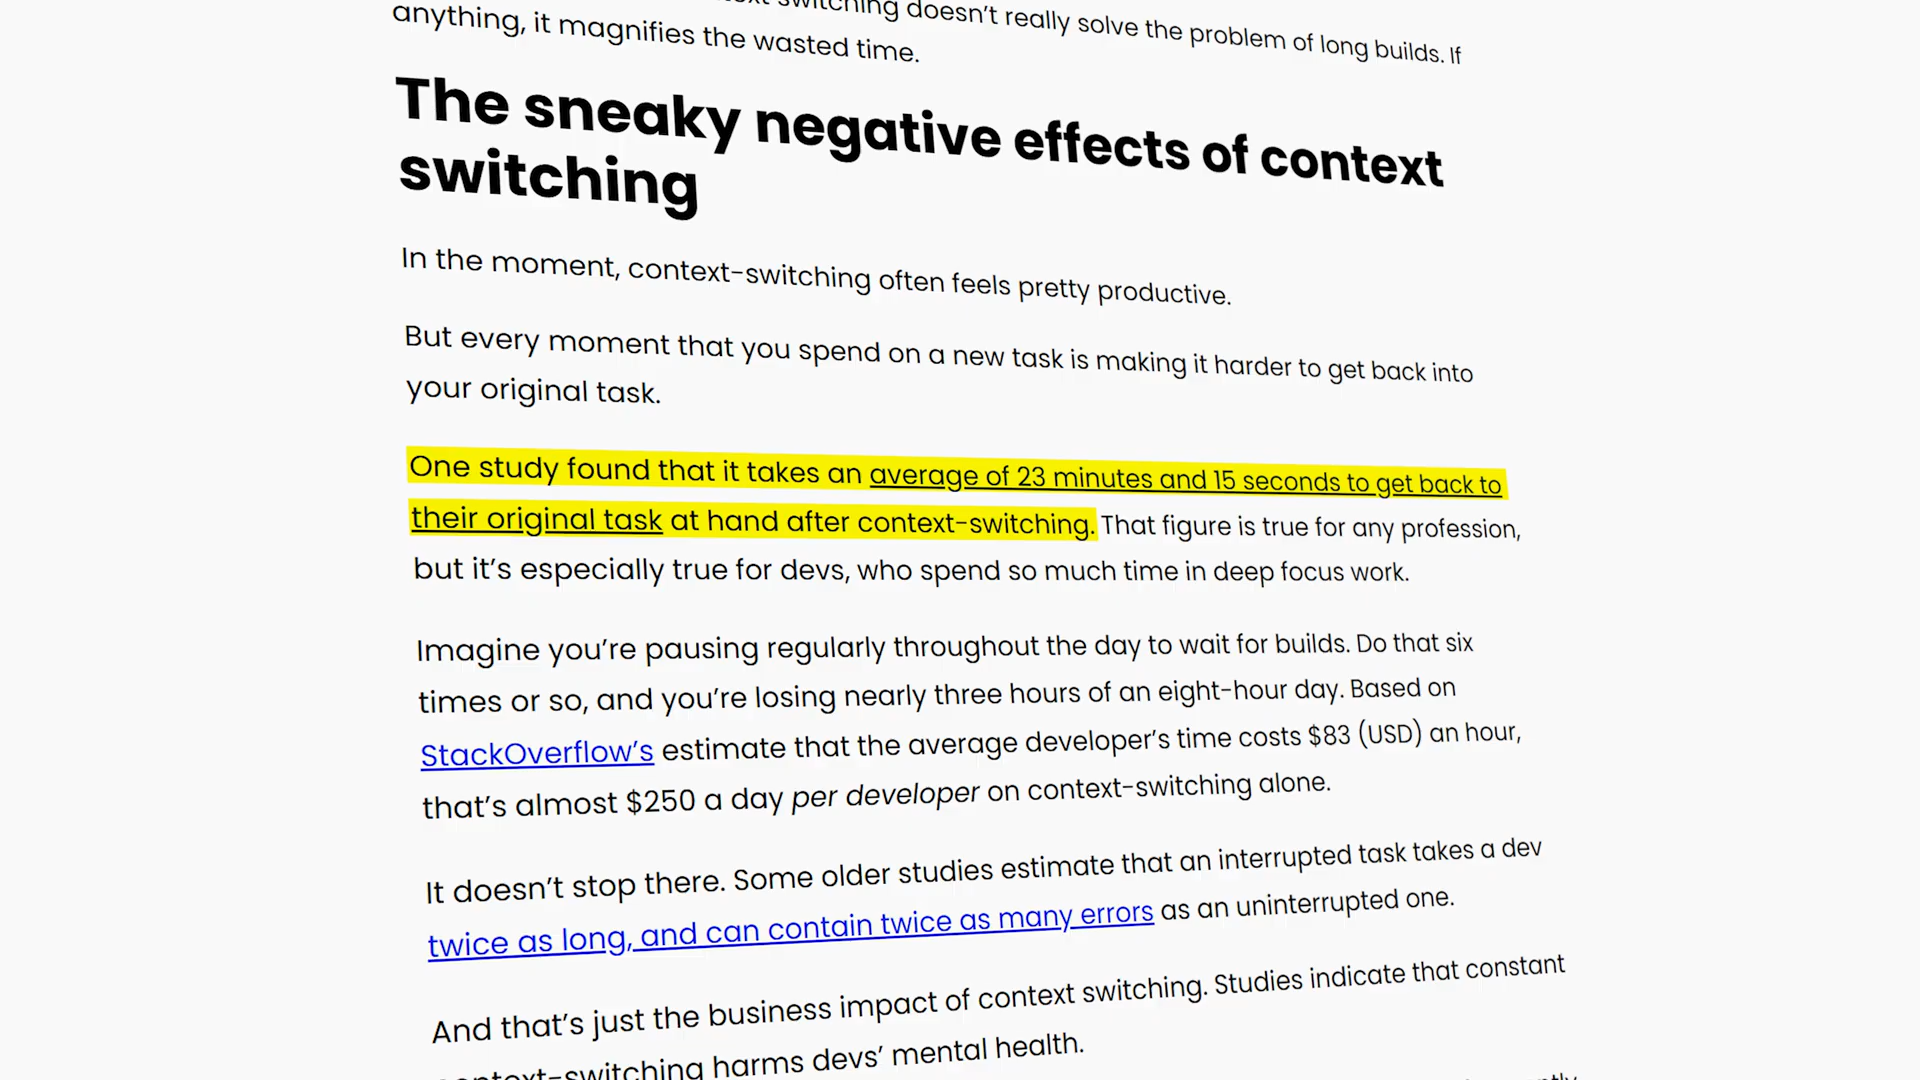 switching doesn't really solve the problem of long builds. If
anything, it magnifies the wasted time.
The sneaky negative effects of context
switching
In the moment, context-switching often feels pretty productive.
But every moment that you spend on a new task is making it harder to get back into
your original task.
One study found that it takes an average of 23 minutes and 15 seconds to get back to
their original task at hand after context-switching. That figure is true for any profession,
but it's especially true for devs, who spend so much time in deep focus work.
Imagine you're pausing regularly throughout the day to wait for builds. Do that six
times or so, and you're losing nearly three hours of an eight-hour day. Based on
StackOverflow's estimate that the average developer's time costs $83 (USD) an hour,
that's almost $250 a day per developer on context-switching alone.
It doesn't stop there. Some older studies estimate that an interrupted task takes a dev
twice as long, and can contain twice as many errors as an uninterrupted one.
And that's just the business impact of context switching. Studies indicate that constant
context-switching harms devs' mental health.